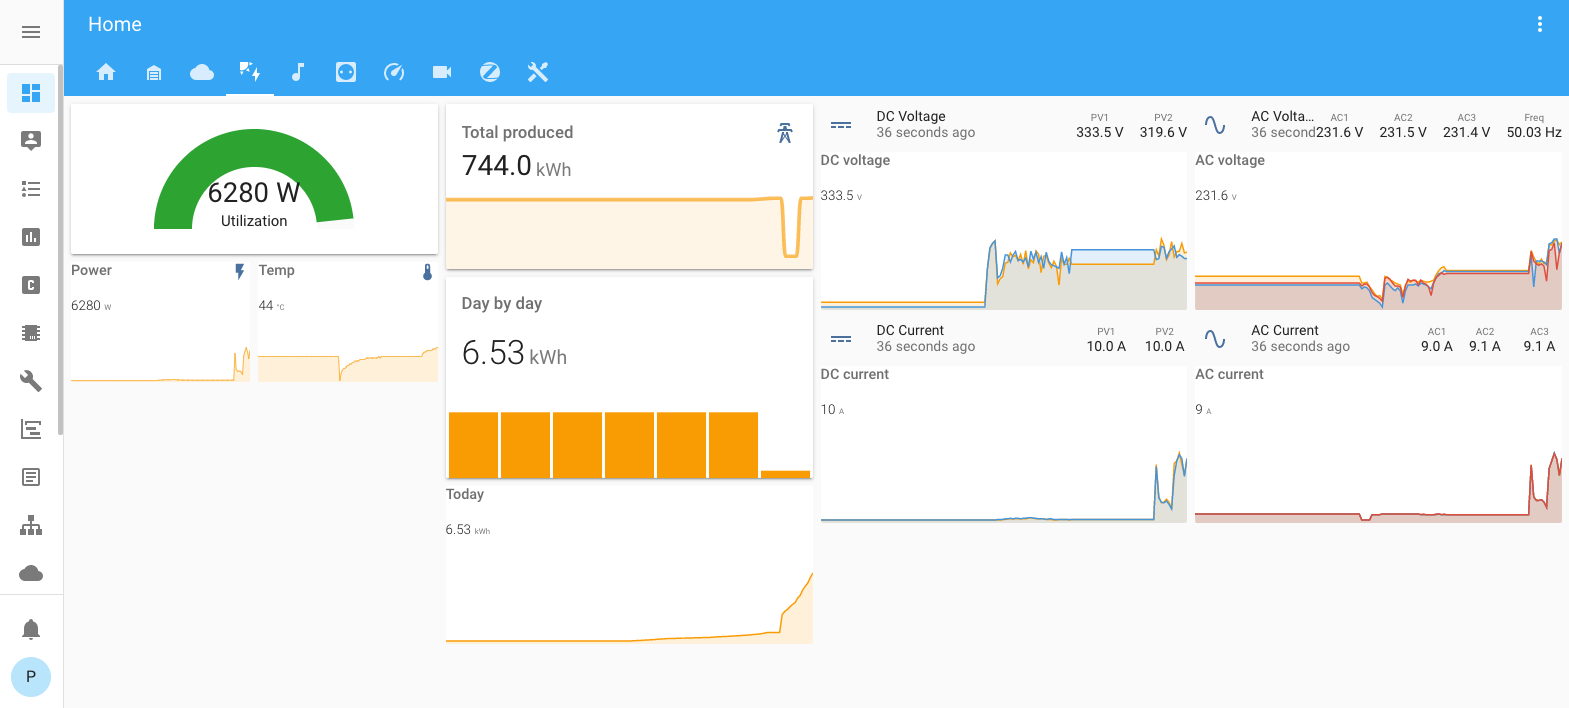 Home
6280 W
Utilization
Power
6280 W
Temp
44 °C
Total produced
744.0 kWh
Day by day
6.53 kWh
Today
6.53 kWh
DC Voltage
36 seconds ago
PV1
333.5 V
PV2
319.6 V
DC voltage
333.5 V
DC Current
36 seconds ago
PV1
10.0 A
PV2
10.0 A
DC current
10 A
AC Volta...
36 second
AC1
231.6 V
AC2
231.5 V
AC3
231.4 V
Freq
50.03 Hz
AC voltage
231.6 V
AC Current
36 seconds ago
AC1
9.0 A
AC2
9.1 A
AC3
9.1 A
AC current
9 A
C
Z
P